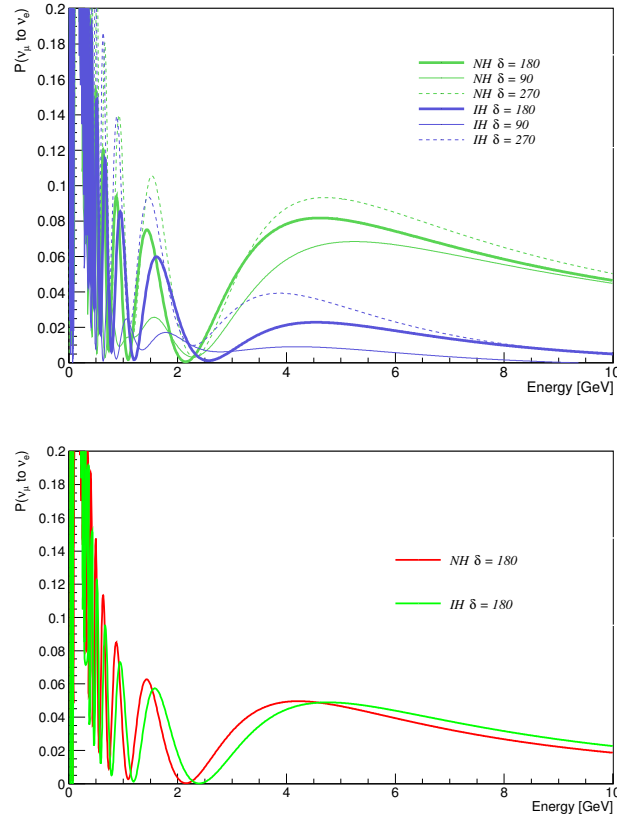 P(νμ to νe)
0.2
0.18
0.16
0.14
0.12
0.1
0.08
0.06
0.04
0.02
0
NH δ = 180
NH δ = 90
NH δ = 270
IH δ = 180
IH δ = 90
IH δ = 270
0 2 4 6 8 10
Energy [GeV]
P(νμ to νe)
0.2
0.18
0.16
0.14
0.12
0.1
0.08
0.06
0.04
0.02
0
NH δ = 180
IH δ = 180
0 2 4 6 8 10
Energy [GeV]